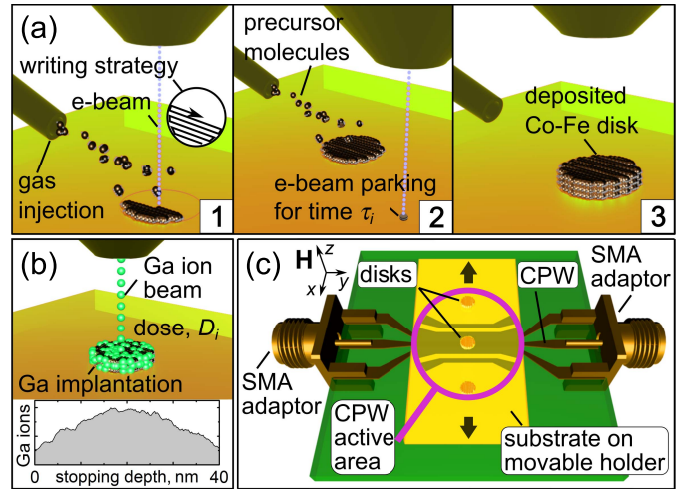 (a)
writing strategy
e-beam
gas
injection
1
precursor
molecules
e-beam parking
for time τi
2
deposited
Co-Fe disk
3
(b)
Ga ion
beam
dose, Di
Ga implantation
Ga ions
0
stopping depth, nm
40
(c)
H
z
y
x
disks
CPW
SMA
adaptor
SMA
adaptor
CPW
active
area
substrate on
movable holder